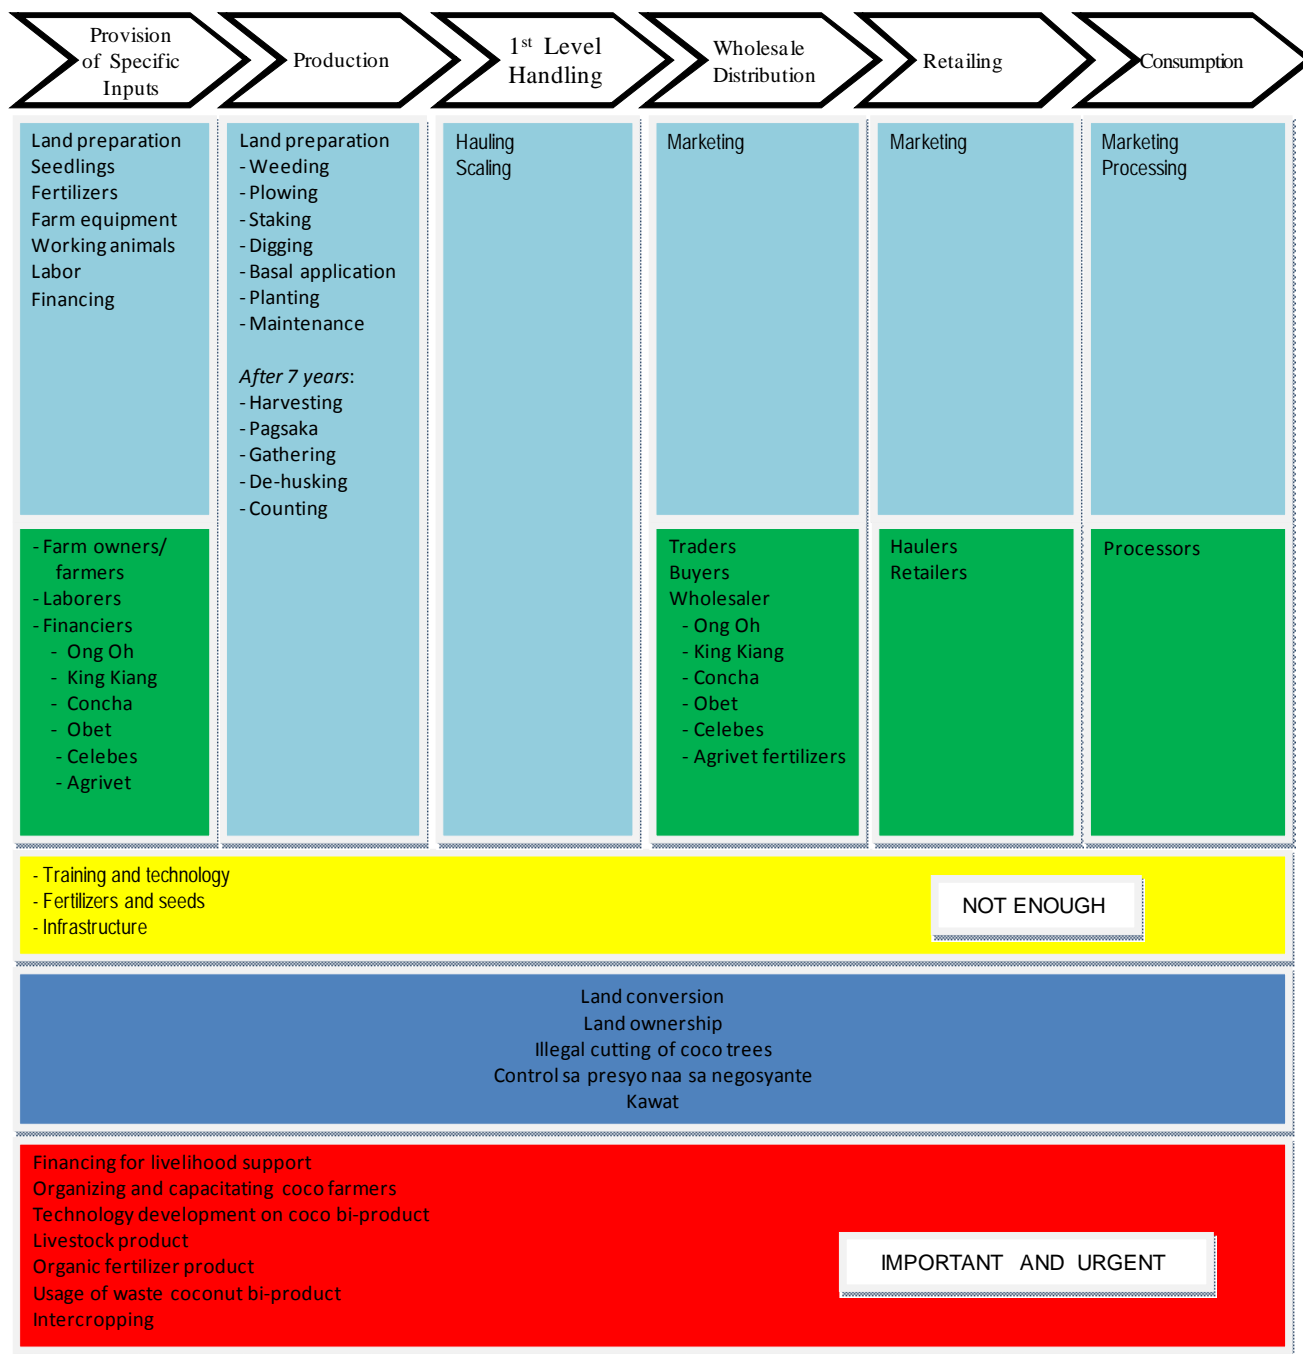 Provision
of Specific
Inputs
Production
1st Level
Handling
Wholesale
Distribution
Retailing
Consumption
Land preparation
Seedlings
Fertilizers
Farm equipment
Working animals
Labor
Financing
Land preparation
- Weeding
- Plowing
- Staking
- Digging
- Basal application
- Planting
- Maintenance
After 7 years:
- Harvesting
- Pagsaka
- Gathering
- De-husking
- Counting
Hauling
Scaling
Marketing
Marketing
Marketing
Processing
- Farm owners/
farmers
- Laborers
- Financiers
- Ong Oh
- King Kiang
- Concha
- Obet
- Celebes
- Agrivet
Traders
Buyers
Wholesaler
- Ong Oh
- King Kiang
- Concha
- Obet
- Celebes
- Agrivet fertilizers
Haulers
Retailers
Processors
- Training and technology
- Fertilizers and seeds
- Infrastructure
NOT ENOUGH
Land conversion
Land ownership
Illegal cutting of coco trees
Control sa presyo naa sa negosyante
Kawat
Financing for livelihood support
Organizing and capacitating coco farmers
Technology development on coco bi-product
Livestock product
Organic fertilizer product
Usage of waste coconut bi-product
Intercropping
IMPORTANT AND URGENT